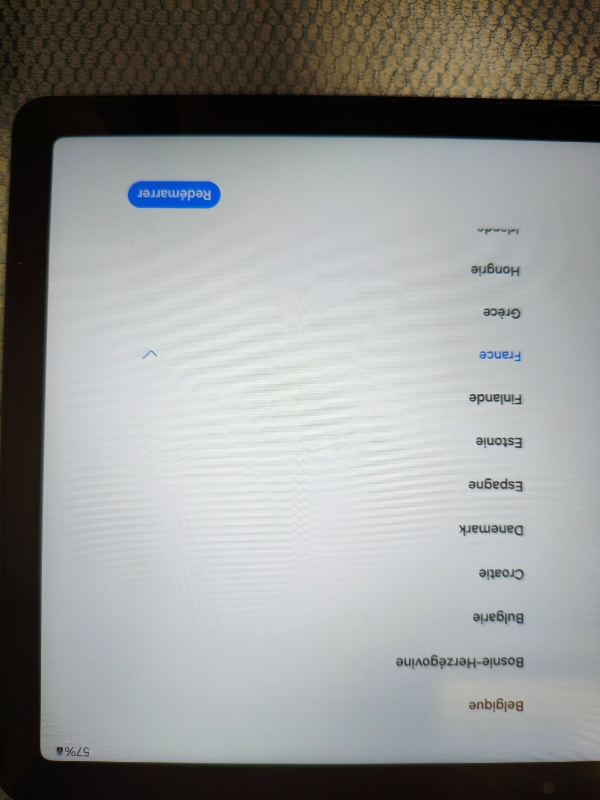 57%
Belgique
Bosnie-Herzégovine
Bulgarie
Croatie
Danemark
Espagne
Estonie
Finlande
France
Grèce
Hongrie
Redémarrer